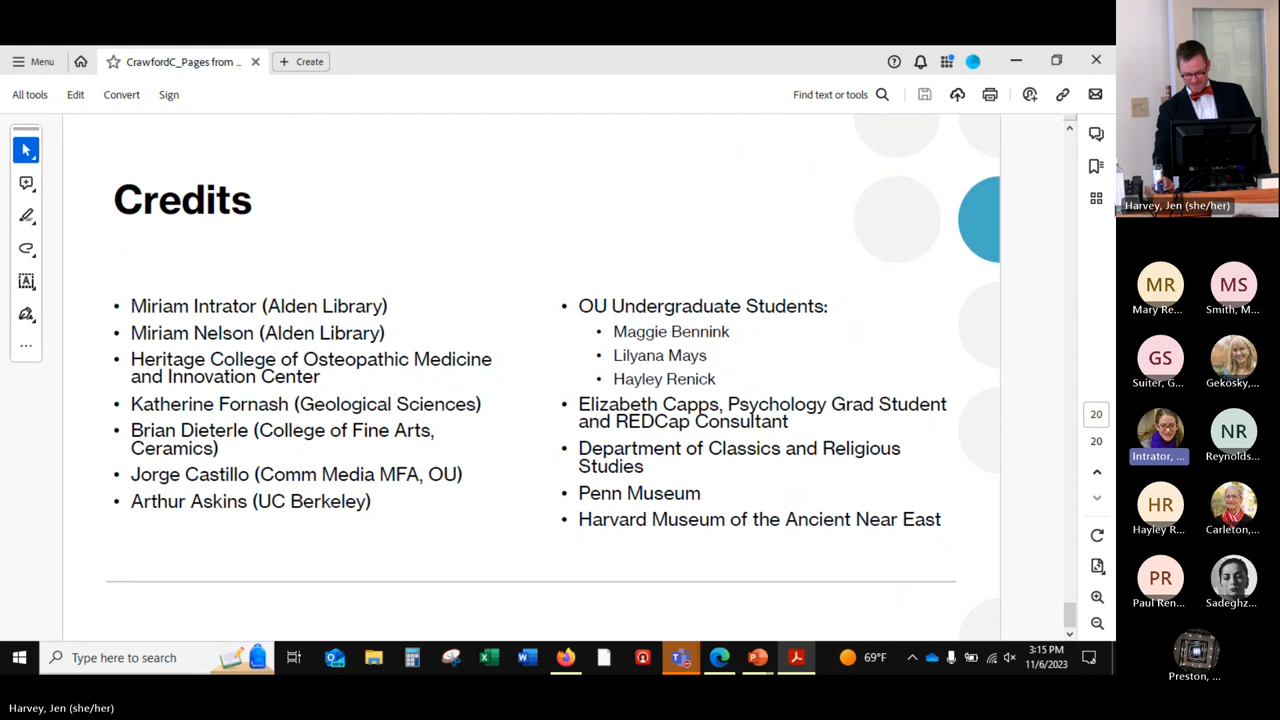 Menu
CrawfordC_Pages from ...
Create
All tools
Edit
Convert
Sign
Find text or tools
Credits
• Miriam Intrator (Alden Library)
• Miriam Nelson (Alden Library)
• Heritage College of Osteopathic Medicine
and Innovation Center
• Katherine Fornash (Geological Sciences)
• Brian Dieterle (College of Fine Arts,
Ceramics)
• Jorge Castillo (Comm Media MFA, OU)
• Arthur Askins (UC Berkeley)
• OU Undergraduate Students:
• Maggie Bennink
• Lilyana Mays
• Hayley Renick
• Elizabeth Capps, Psychology Grad Student
and REDCap Consultant
• Department of Classics and Religious
Studies
• Penn Museum
• Harvard Museum of the Ancient Near East
20
20
Harvey, Jen (she/her)
MR
Mary Re...
MS
Smith, M...
GS
Suiter, G...
Gekosky,...
Intrator, ...
NR
Reynolds...
HR
Hayley R...
Carleton,...
PR
Paul Ren...
Sadeghz...
Preston, ...
Type here to search
69°F
3:15 PM
11/6/2023
Harvey, Jen (she/her)